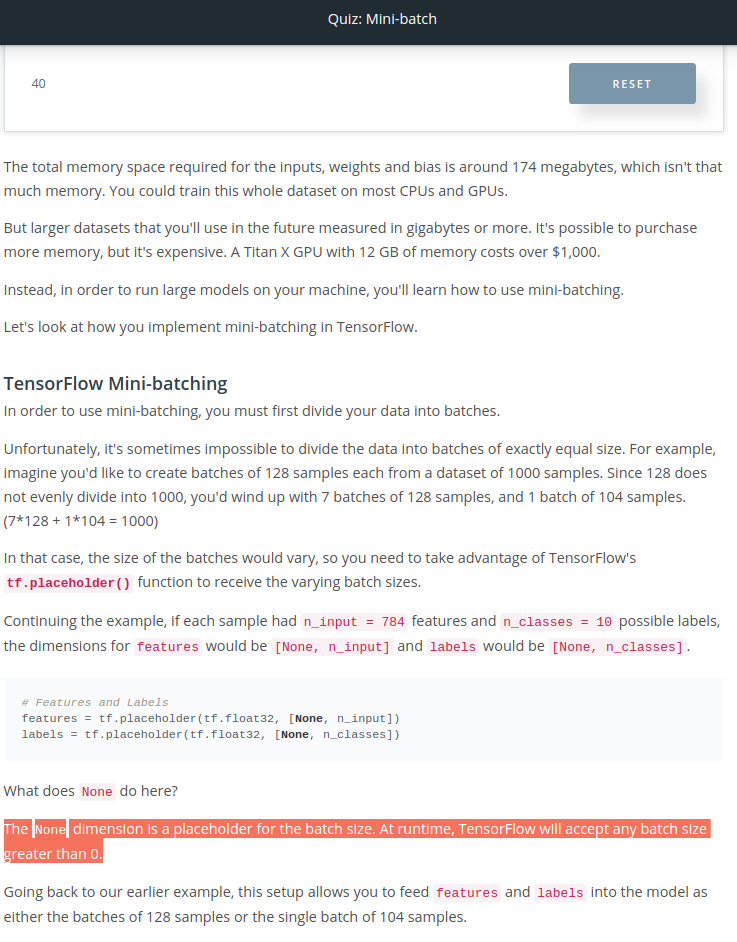 Quiz: Mini-batch
40
RESET
The total memory space required for the inputs, weights and bias is around 174 megabytes, which isn't that
much memory. You could train this whole dataset on most CPUs and GPUs.
But larger datasets that you'll use in the future measured in gigabytes or more. It's possible to purchase
more memory, but it's expensive. A Titan X GPU with 12 GB of memory costs over $1,000.
Instead, in order to run large models on your machine, you'll learn how to use mini-batching.
Let's look at how you implement mini-batching in TensorFlow.
TensorFlow Mini-batching
In order to use mini-batching, you must first divide your data into batches.
Unfortunately, it's sometimes impossible to divide the data into batches of exactly equal size. For example,
imagine you'd like to create batches of 128 samples each from a dataset of 1000 samples. Since 128 does
not evenly divide into 1000, you'd wind up with 7 batches of 128 samples, and 1 batch of 104 samples.
(7*128 + 1*104 = 1000)
In that case, the size of the batches would vary, so you need to take advantage of TensorFlow's
tf.placeholder() function to receive the varying batch sizes.
Continuing the example, if each sample had n_input = 784 features and n_classes = 10 possible labels,
the dimensions for features would be [None, n_input] and labels would be [None, n_classes].
# Features and Labels
features = tf.placeholder(tf.float32, [None, n_input])
labels = tf.placeholder(tf.float32, [None, n_classes])
What does None do here?
The None dimension is a placeholder for the batch size. At runtime, TensorFlow will accept any batch size
greater than 0.
Going back to our earlier example, this setup allows you to feed features and labels into the model as
either the batches of 128 samples or the single batch of 104 samples.